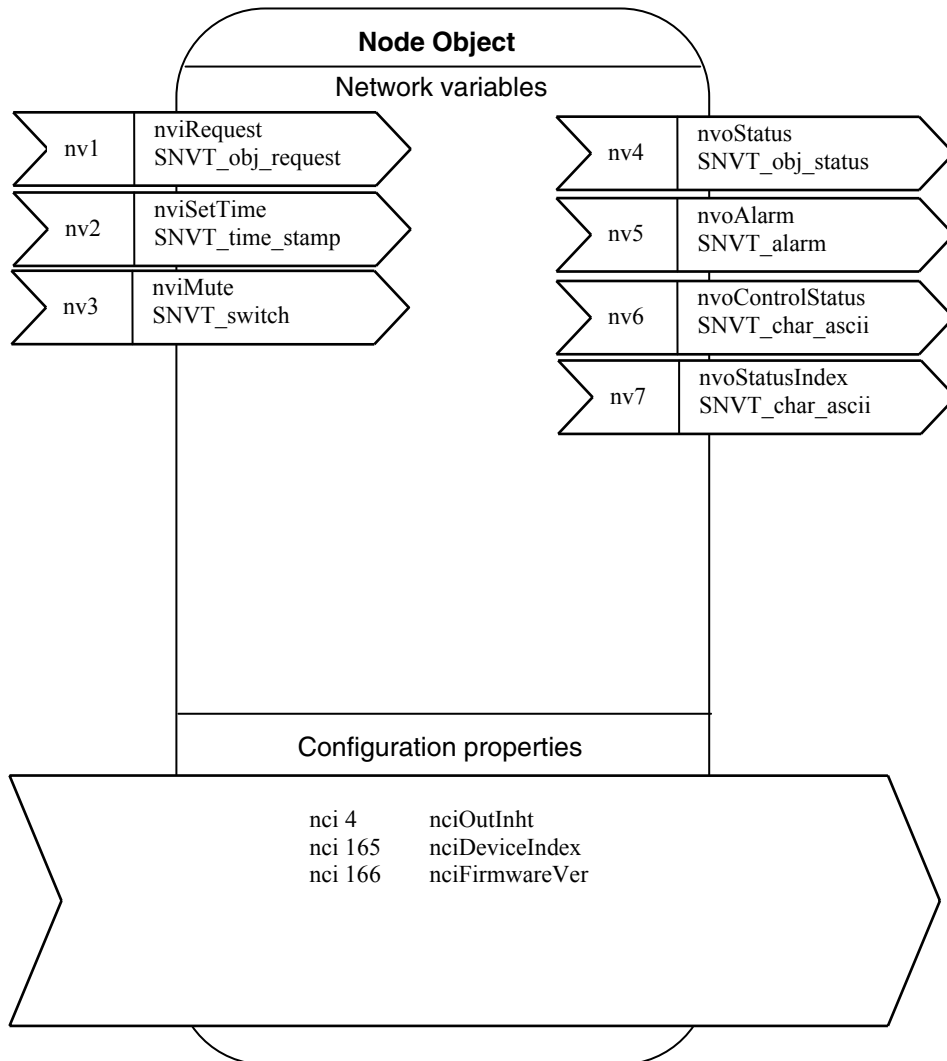 Node Object
Network variables
nv1
nviRequest
SNVT_obj_request
nv2
nviSetTime
SNVT_time_stamp
nv3
nviMute
SNVT_switch
nv4
nvoStatus
SNVT_obj_status
nv5
nvoAlarm
SNVT_alarm
nv6
nvoControlStatus
SNVT_char_ascii
nv7
nvoStatusIndex
SNVT_char_ascii
Configuration properties
nci 4 nciOutInht
nci 165 nciDeviceIndex
nci 166 nciFirmwareVer